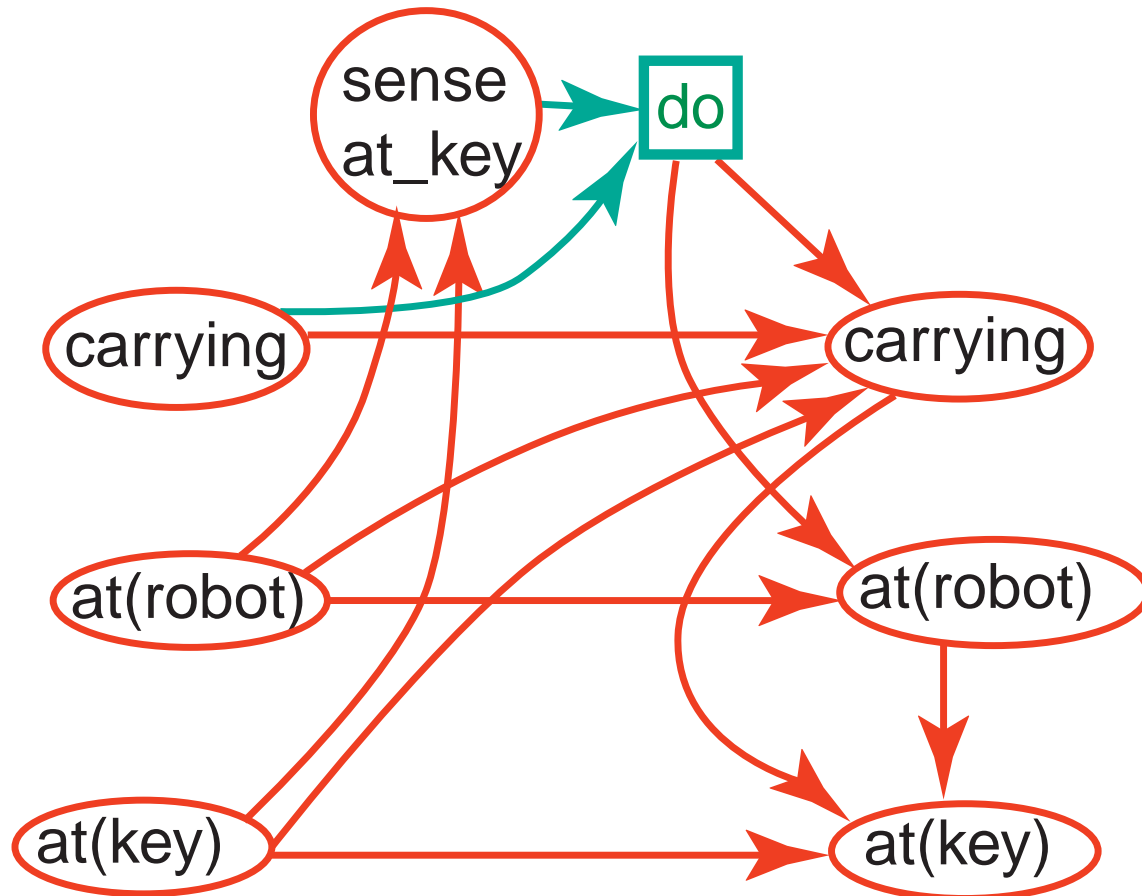 sense
at_key
do
carrying
carrying
at(robot)
at(robot)
at(key)
at(key)